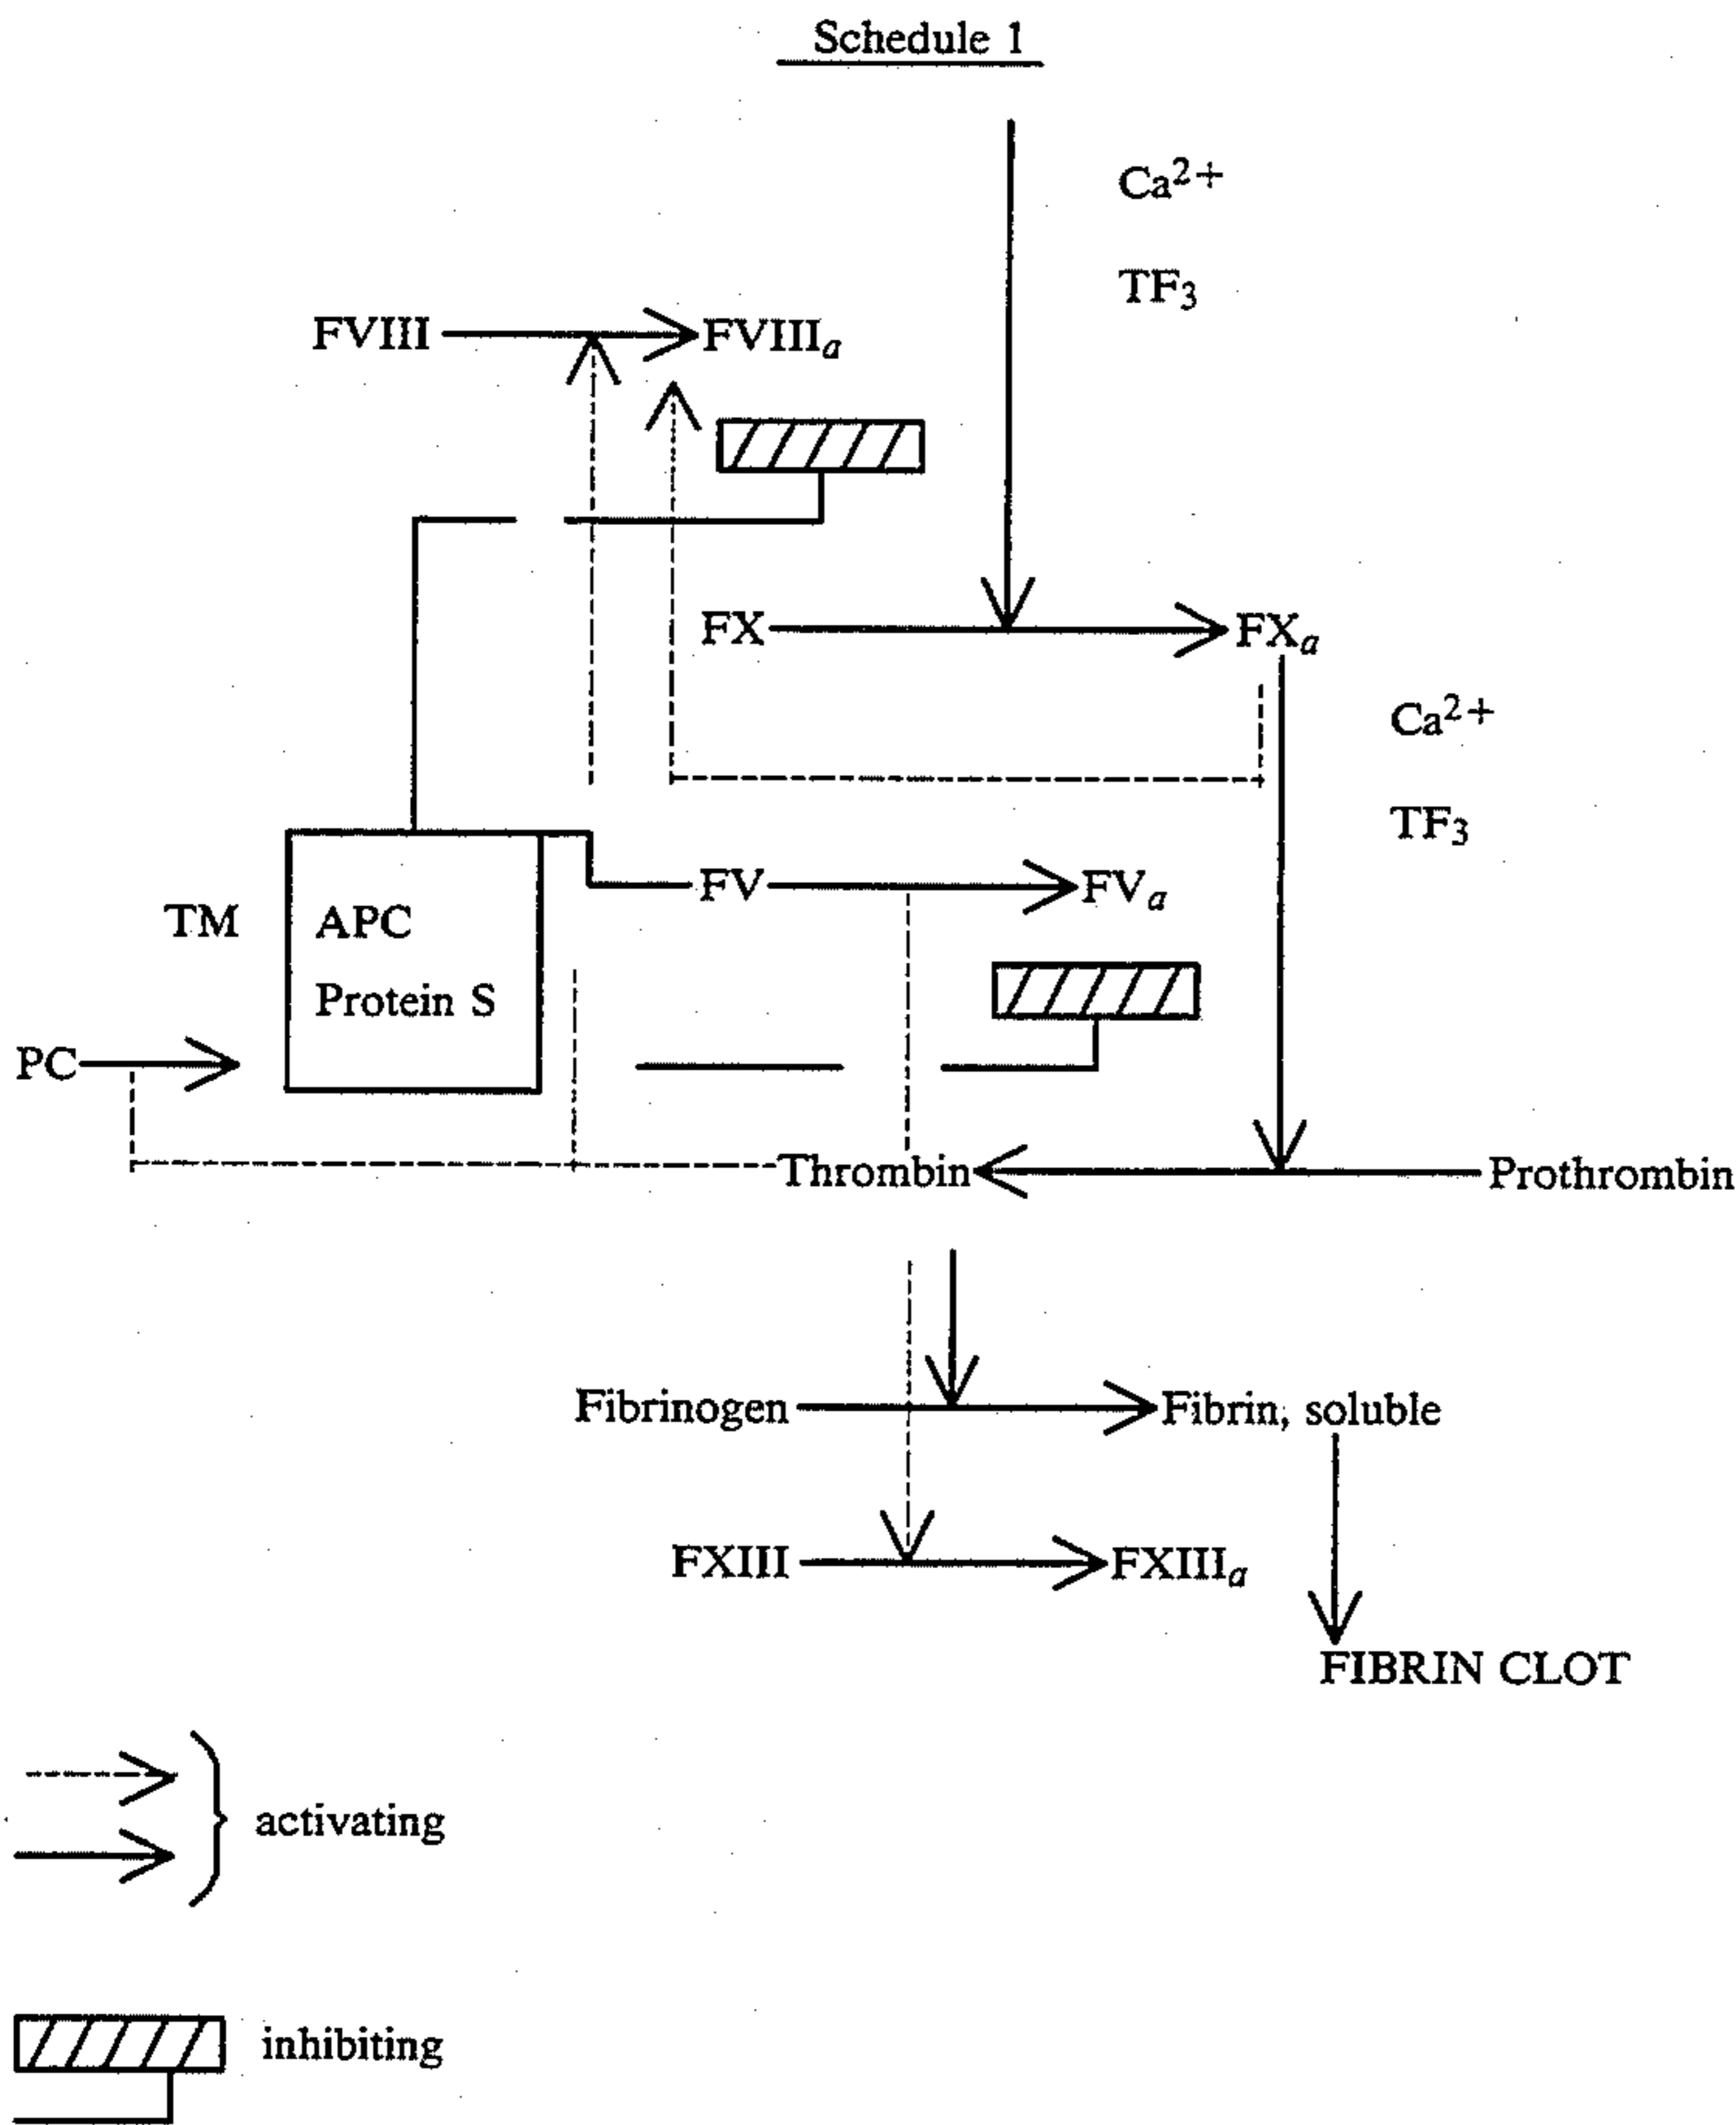 Schedule 1
Ca²⁺
TF₃
FVIII FVIIIₐ
FX FXₐ
Ca²⁺
TF₃
FV FVₐ
TM APC
Protein S
PC
Thrombin Prothrombin
Fibrinogen Fibrin, soluble
FXIII FXIIIₐ
FIBRIN CLOT
activating
inhibiting